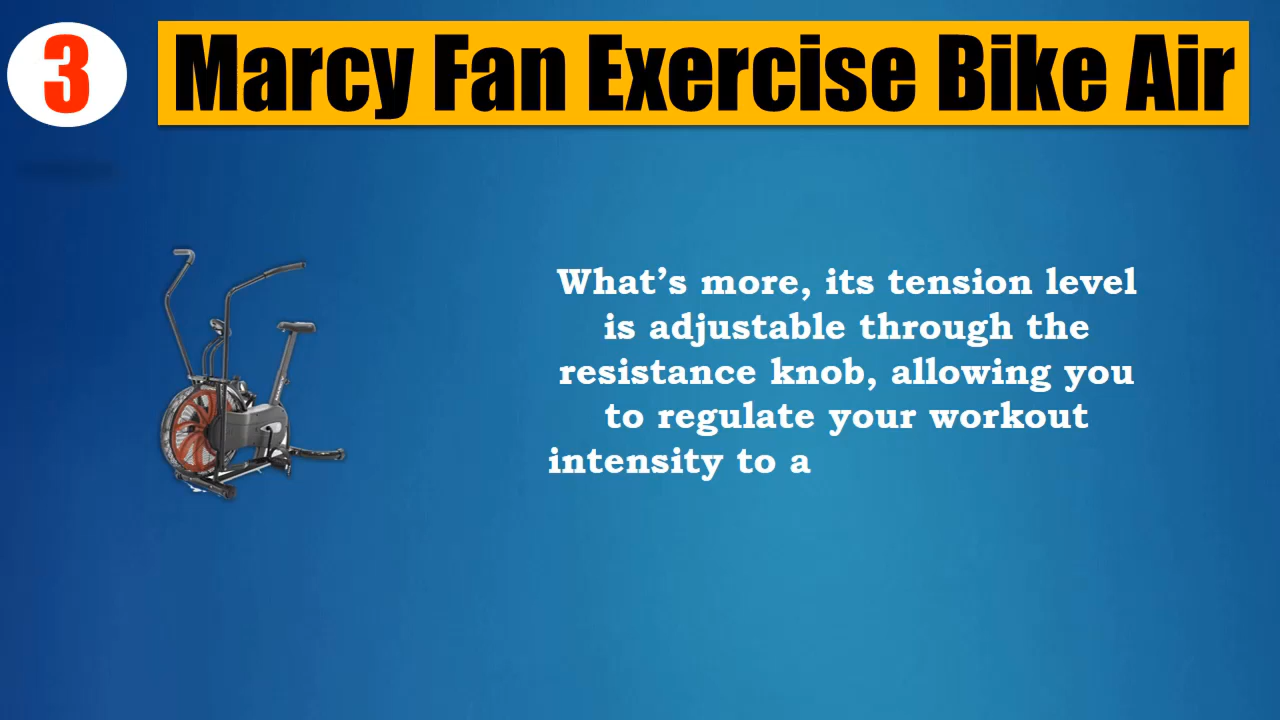 3
Marcy Fan Exercise Bike Air
What’s more, its tension level
is adjustable through the
resistance knob, allowing you
to regulate your workout
intensity to a